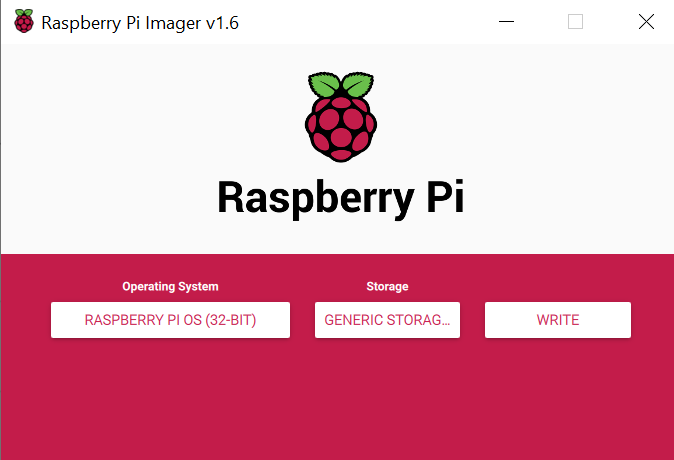 Raspberry Pi Imager v1.6
Raspberry Pi
Operating System
Storage
RASPBERRY PI OS (32-BIT)
GENERIC STORAG...
WRITE